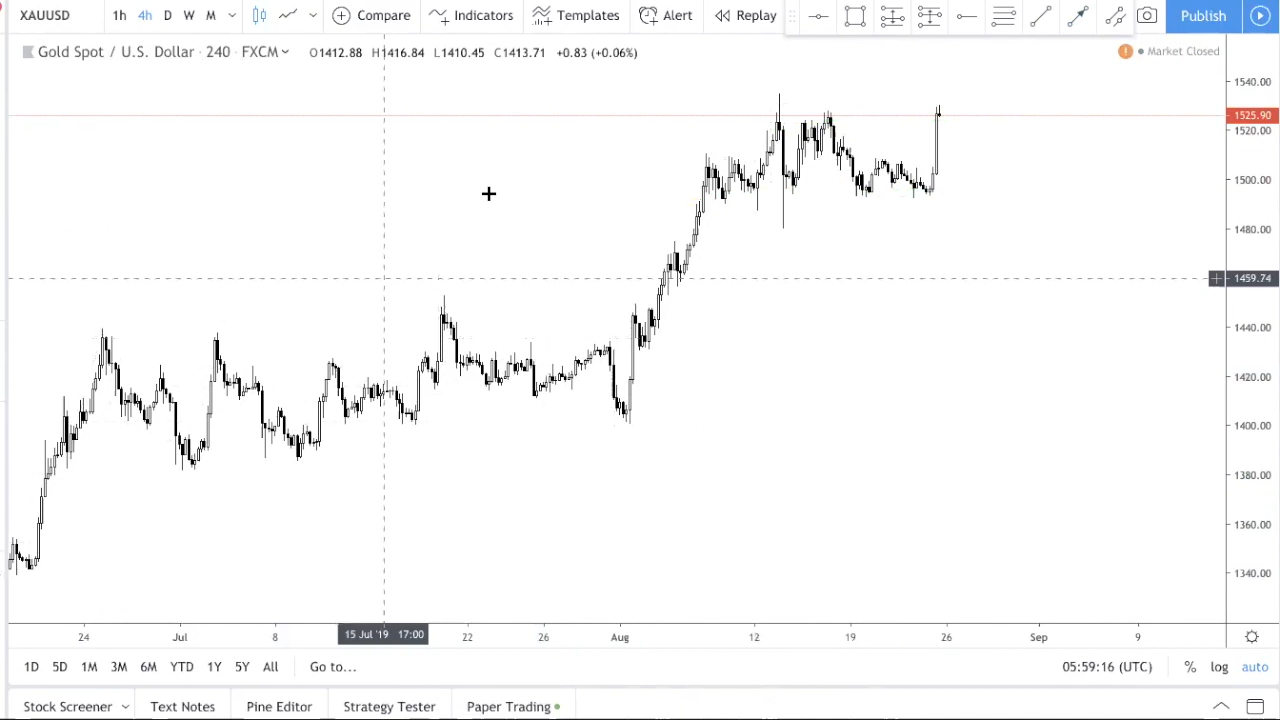 XAUUSD 1h 4h D W M Compare Indicators Templates Alert Replay Publish
Gold Spot / U.S. Dollar · 240 · FXCM O1412.88 H1416.84 L1410.45 C1413.71 +0.83 (+0.06%) ! Market Closed
1540.00
1525.90
1520.00
1500.00
1480.00
1459.74
1440.00
1420.00
1400.00
1380.00
1360.00
1340.00
24 Jul 8 15 Jul '19 17:00 22 26 Aug 12 19 26 Sep 9
1D 5D 1M 3M 6M YTD 1Y 5Y All Go to... 05:59:16 (UTC) % log auto
Stock Screener Text Notes Pine Editor Strategy Tester Paper Trading